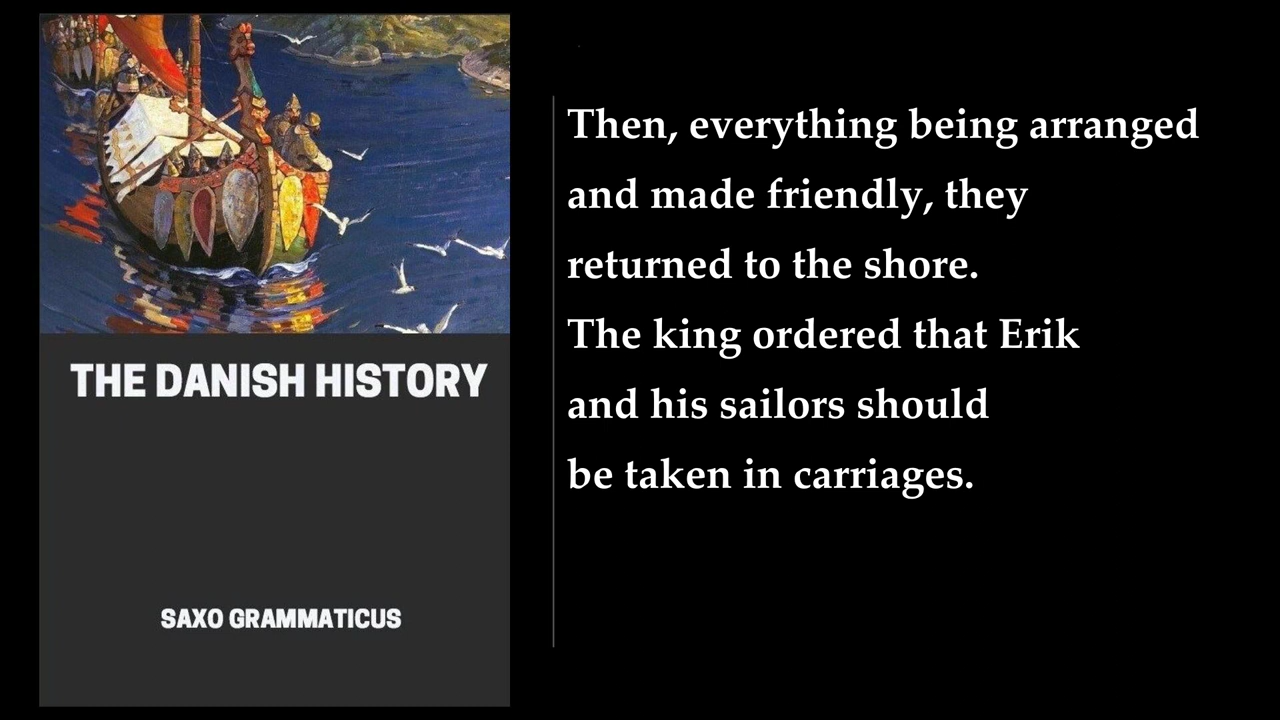 THE DANISH HISTORY
SAXO GRAMMATICUS
Then, everything being arranged
and made friendly, they
returned to the shore.
The king ordered that Erik
and his sailors should
be taken in carriages.